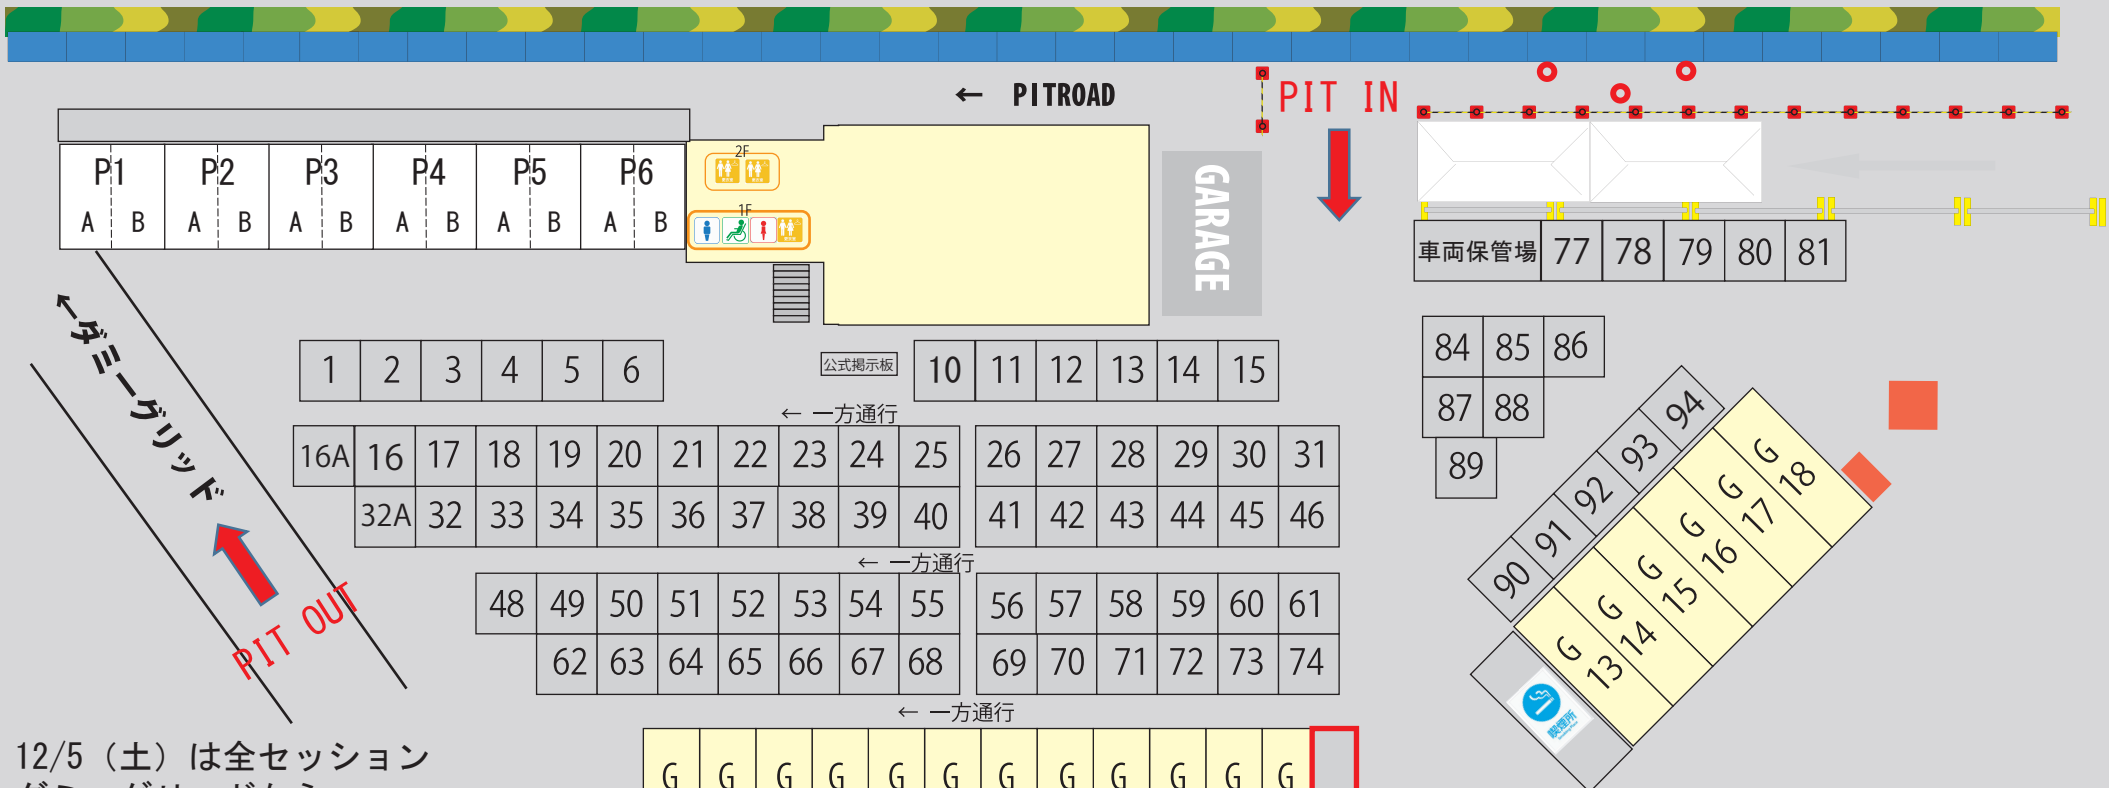 ← PITROAD
PIT IN
P1 P2 P3 P4 P5 P6
A B A B A B A B A B A B
2F
1F
GARAGE
車両保管場 77 78 79 80 81
←ダミーグリッド
1 2 3 4 5 6
公式掲示板
10 11 12 13 14 15
84 85 86
87 88
89
← 一方通行
16A 16 17 18 19 20 21 22 23 24 25 26 27 28 29 30 31
32A 32 33 34 35 36 37 38 39 40 41 42 43 44 45 46
← 一方通行
48 49 50 51 52 53 54 55 56 57 58 59 60 61
62 63 64 65 66 67 68 69 70 71 72 73 74
← 一方通行
90 91 92 93 94
G 13
G 14
G 15
G 16
G 17
G 18
喫煙所
PIT OUT
12/5（土）は全セッション
G G G G G G G G G G G G